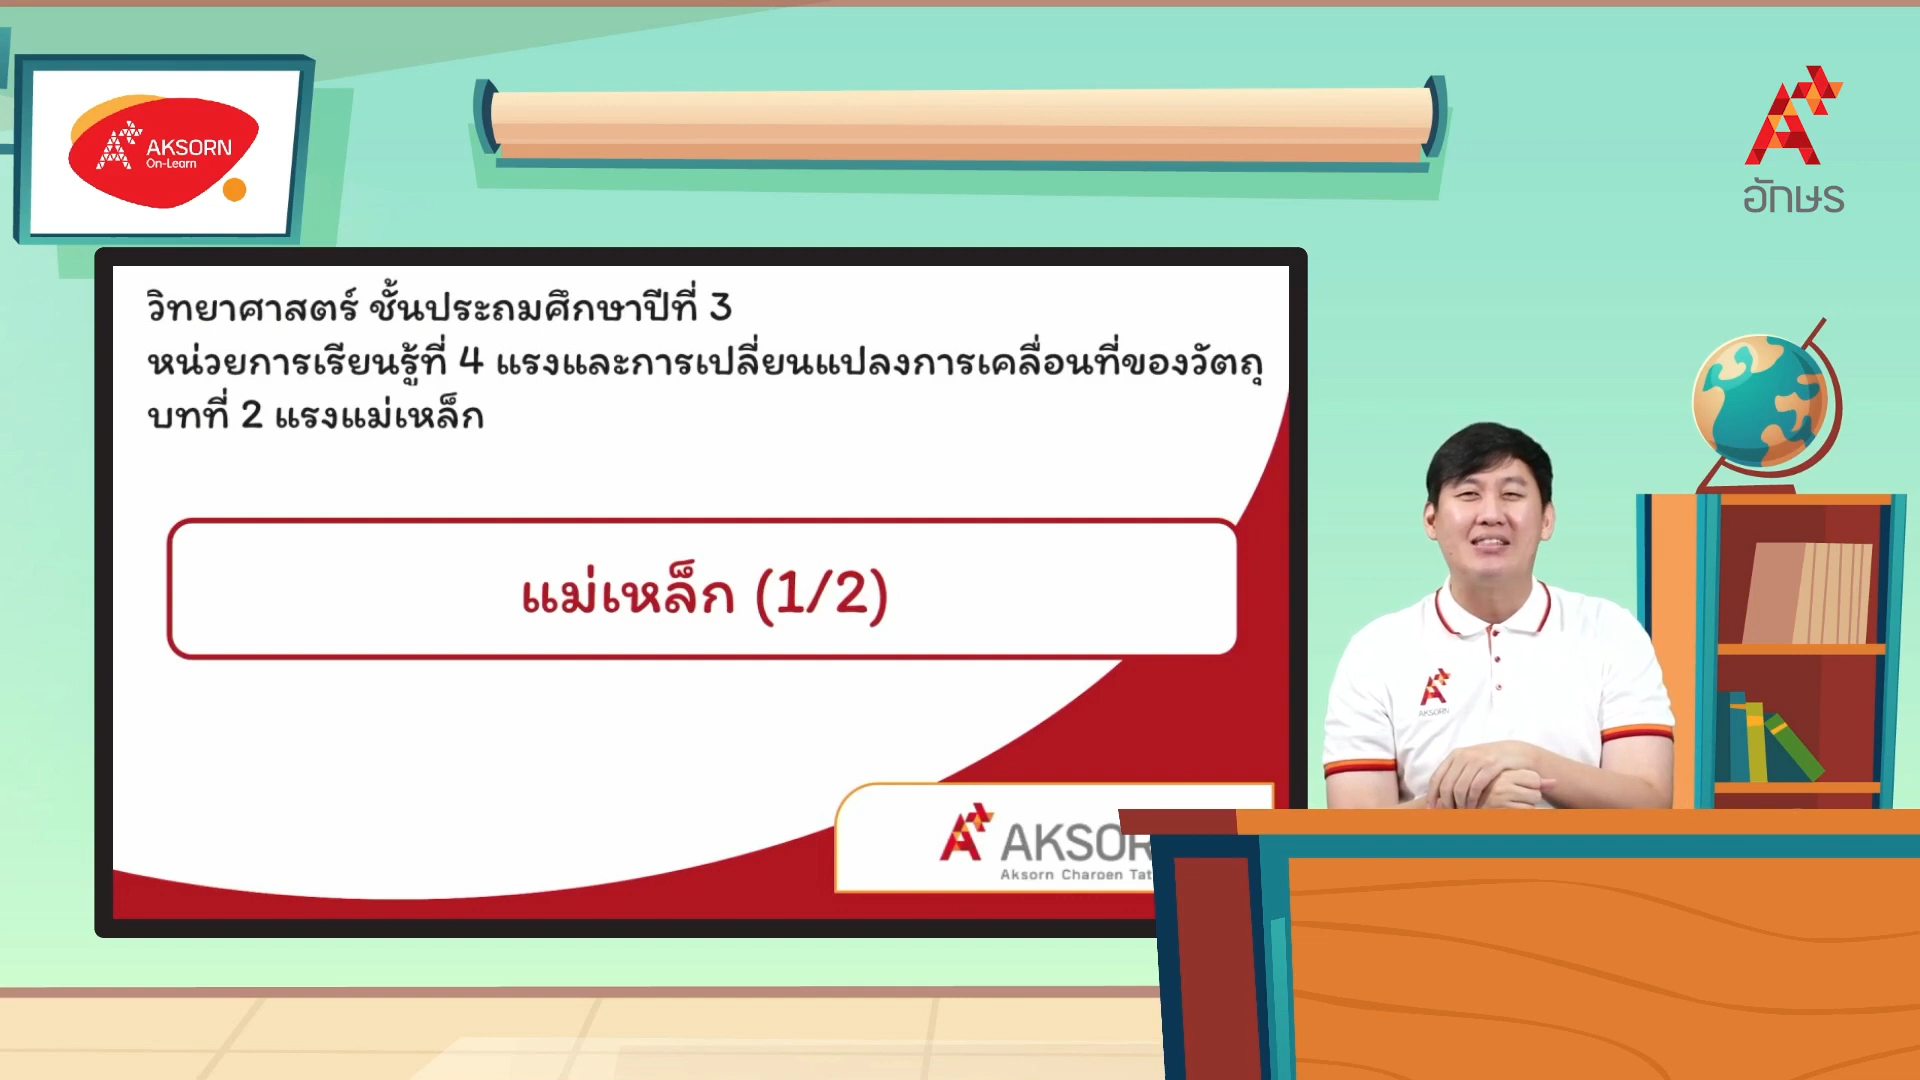 AKSORN
On-Learn
อักษร
วิทยาศาสตร์ ชั้นประถมศึกษาปีที่ 3
หน่วยการเรียนรู้ที่ 4 แรงและการเปลี่ยนแปลงการเคลื่อนที่ของวัตถุ
บทที่ 2 แรงแม่เหล็ก
แม่เหล็ก (1/2)
AKSORN
AKSOR
Aksorn Charoen Tat